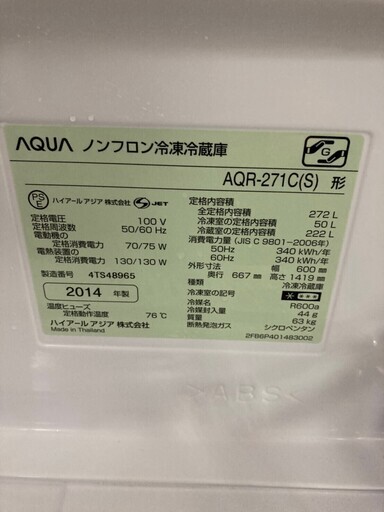 AQUA ノンフロン冷凍冷蔵庫
AQR-271C(S) 形
PS E ハイアール アジア 株式会社 JET
定格電圧 100 V
定格周波数 50/60 Hz
電動機の
定格消費電力 70/75 W
電熱装置の
定格消費電力 130/130 W
製造番号 4TS48965
2014 年製
温度ヒューズ
定格動作温度 76℃
ハイアール アジア 株式会社
Made in Thailand
定格内容積
全定格内容積 272 L
冷凍室の定格内容積 50 L
冷蔵室の定格内容積 222 L
消費電力量 (JIS C 9801-2006年)
50Hz 340 kWh/年
60Hz 340 kWh/年
外形寸法 幅 600 mm
奥行 667 mm 高さ 1419 mm
種類 冷凍冷蔵庫
冷凍室の記号
冷媒名 R600a
冷媒封入量 44 g
質量 63 kg
断熱発泡ガス シクロペンタン
2FB6P401483002
G
>ABS<